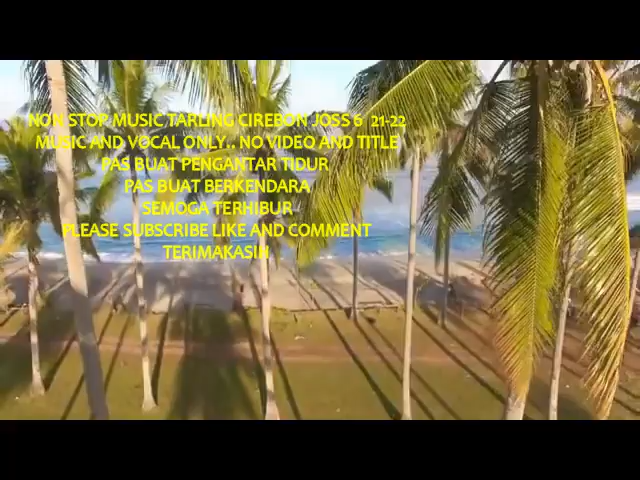 NON STOP MUSIC TARLING CIREBON JOSS 6  21-22
MUSIC AND VOCAL ONLY.. NO VIDEO AND TITLE
PAS BUAT PENGANTAR TIDUR
PAS BUAT BERKENDARA
SEMOGA TERHIBUR
PLEASE SUBSCRIBE LIKE AND COMMENT
TERIMAKASIH